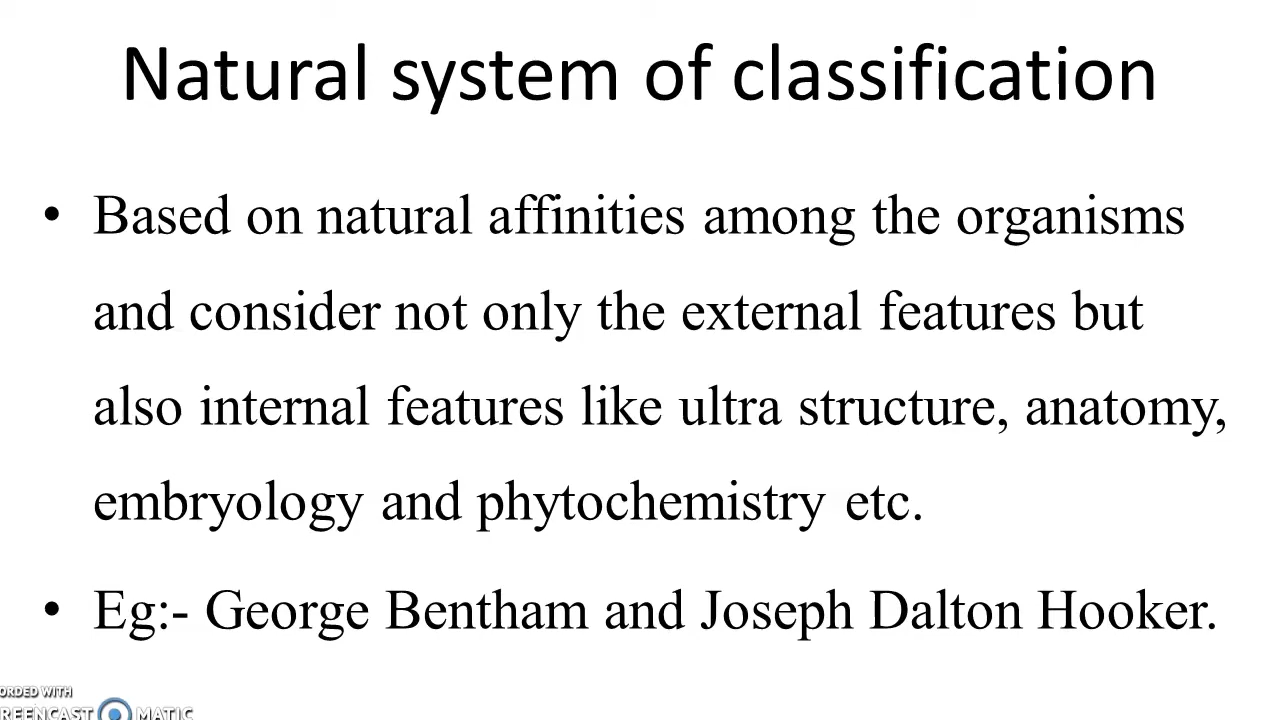 Natural system of classification
• Based on natural affinities among the organisms
and consider not only the external features but
also internal features like ultra structure, anatomy,
embryology and phytochemistry etc.
• Eg:- George Bentham and Joseph Dalton Hooker.
ORDED WITH
REENCAST MATIC